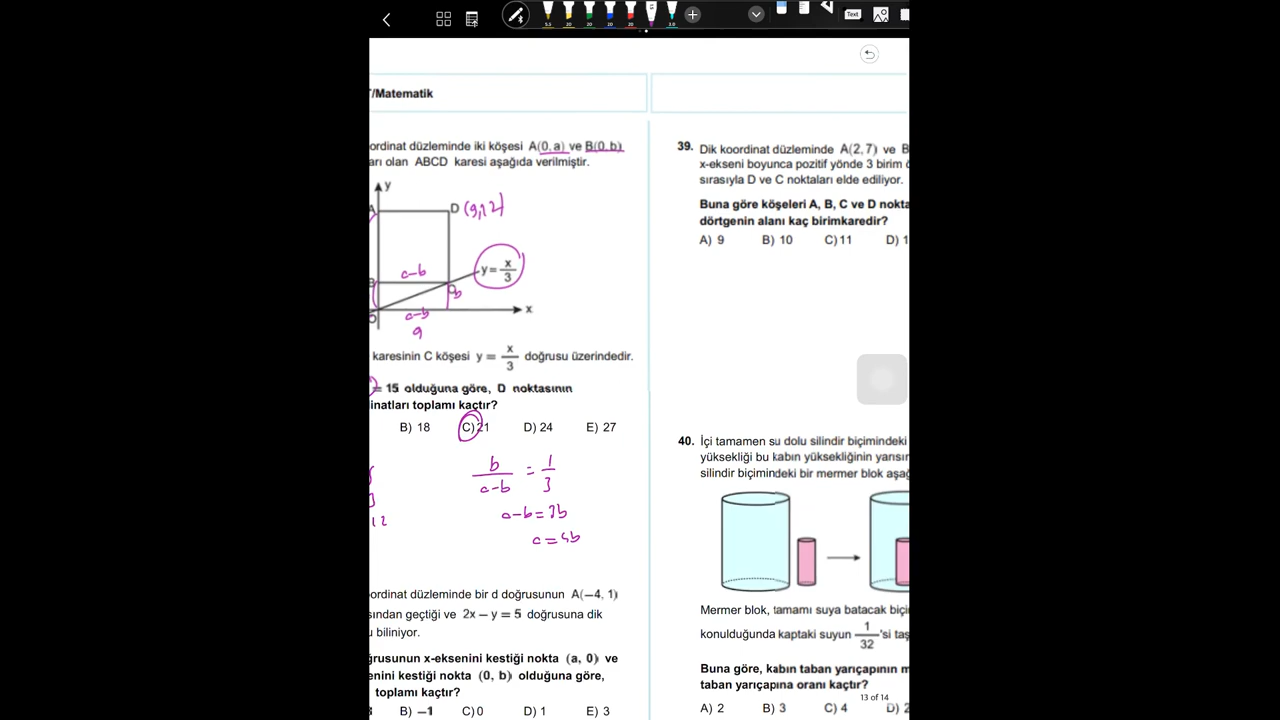 Text
T/Matematik
ordinat düzleminde iki köşesi A(0, a) ve B(0, b)
arı olan ABCD karesi aşağıda verilmiştir.
y
A
D (9,12)
a-b
y = x/3
B
b
O
a-b
x
9
karesinin C köşesi y = x/3 doğrusu üzerindedir.
= 15 olduğuna göre, D noktasının
inatları toplamı kaçtır?
B) 18 C) 21 D) 24 E) 27
b/a-b = 1/3
a-b = 3b
a = 4b
12
ordinat düzleminde bir d doğrusunun A(−4, 1)
sından geçtiği ve 2x − y = 5 doğrusuna dik
u biliniyor.
ğrusunun x-eksenini kestiği nokta (a, 0) ve
enini kestiği nokta (0, b) olduğuna göre,
toplamı kaçtır?
B) −1 C) 0 D) 1 E) 3
39. Dik koordinat düzleminde A(2, 7) ve B
x-ekseni boyunca pozitif yönde 3 birim ö
sırasıyla D ve C noktaları elde ediliyor.
Buna göre köşeleri A, B, C ve D nokta
dörtgenin alanı kaç birimkaredir?
A) 9 B) 10 C) 11 D) 1
40. İçi tamamen su dolu silindir biçimindeki
yüksekliği bu kabın yüksekliğinin yarısın
silindir biçimindeki bir mermer blok aşağ
Mermer blok, tamamı suya batacak biçi
konulduğunda kaptaki suyun 1/32 'si taş
Buna göre, kabın taban yarıçapının m
taban yarıçapına oranı kaçtır?
13 of 14
A) 2 B) 3 C) 4 D) 2